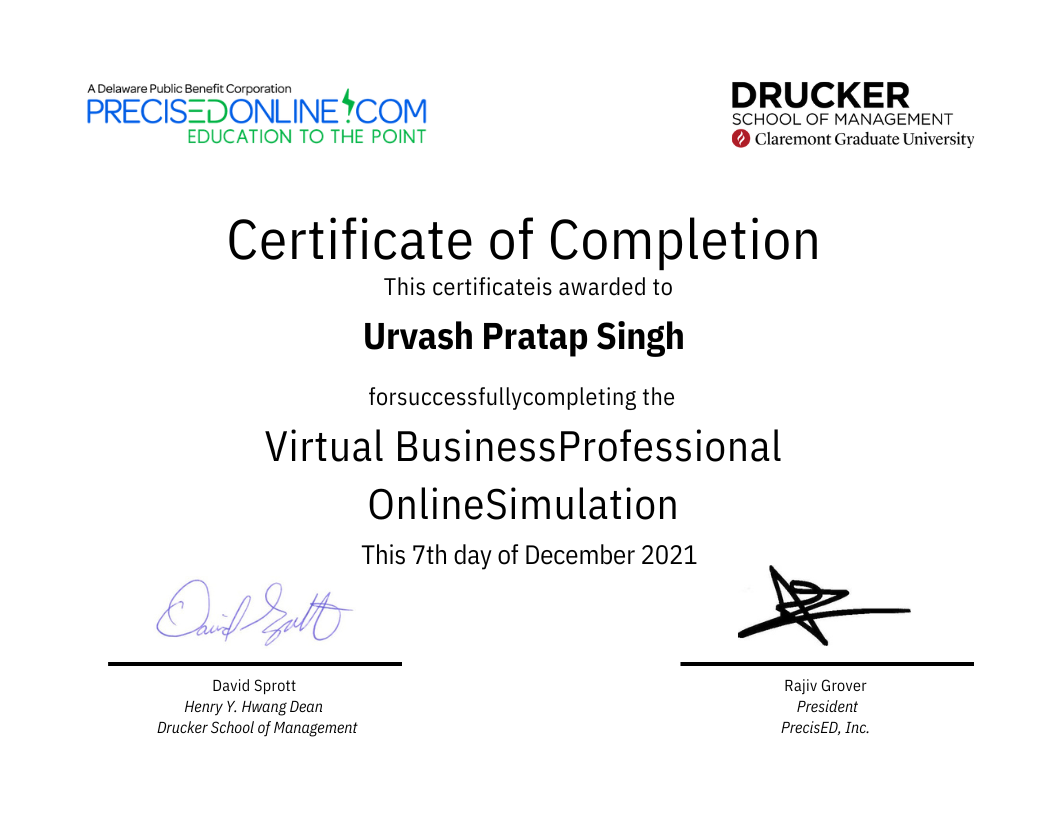 A Delaware Public Benefit Corporation
PRECISEDONLINE.COM
EDUCATION TO THE POINT
DRUCKER
SCHOOL OF MANAGEMENT
Claremont Graduate University
Certificate of Completion
This certificateis awarded to
Urvash Pratap Singh
forsuccessfullycompleting the
Virtual BusinessProfessional
OnlineSimulation
This 7th day of December 2021
David Sprott
David Sprott
Henry Y. Hwang Dean
Drucker School of Management
Rajiv Grover
President
PrecisED, Inc.